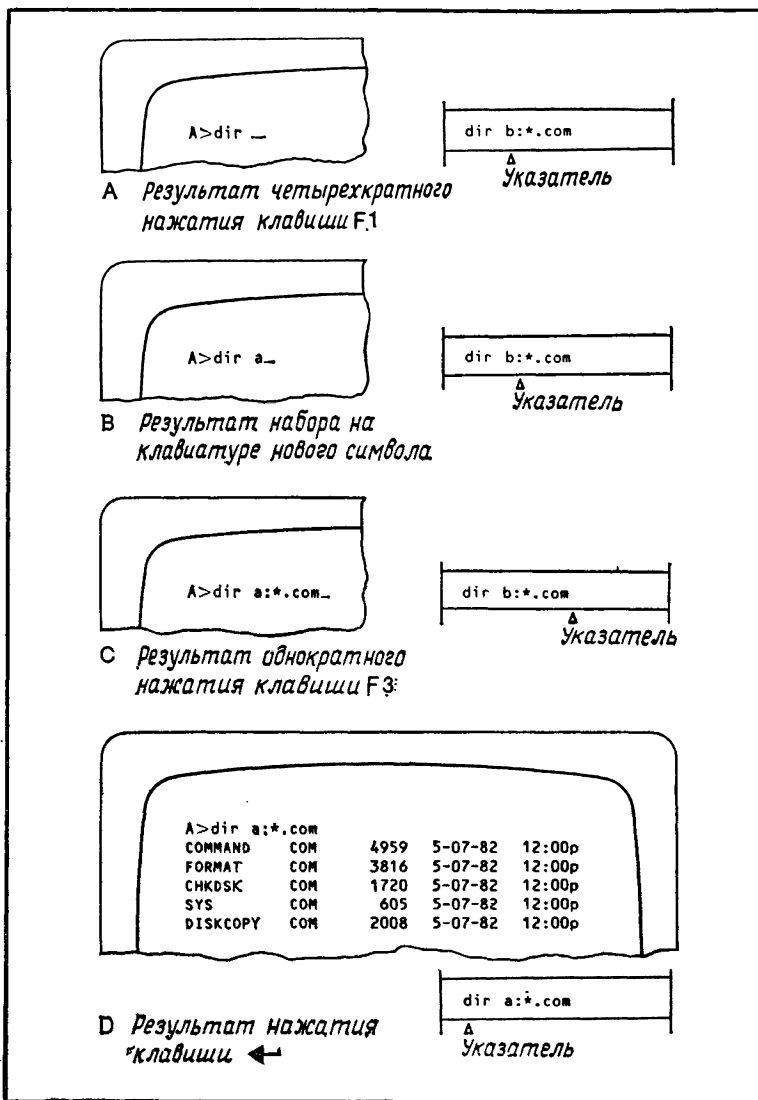 A>dir _
dir b:*.com
Указатель
A Результат четырехкратного
нажатия клавиши F1
A>dir a_
dir b:*.com
Указатель
B Результат набора на
клавиатуре нового символа
A>dir a:*.com_
dir b:*.com
Указатель
C Результат однократного
нажатия клавиши F3
A>dir a:*.com
COMMAND COM 4959 5-07-82 12:00p
FORMAT COM 3816 5-07-82 12:00p
CHKDSK COM 1720 5-07-82 12:00p
SYS COM 605 5-07-82 12:00p
DISKCOPY COM 2008 5-07-82 12:00p
dir a:*.com
Указатель
D Результат нажатия
клавиши ←